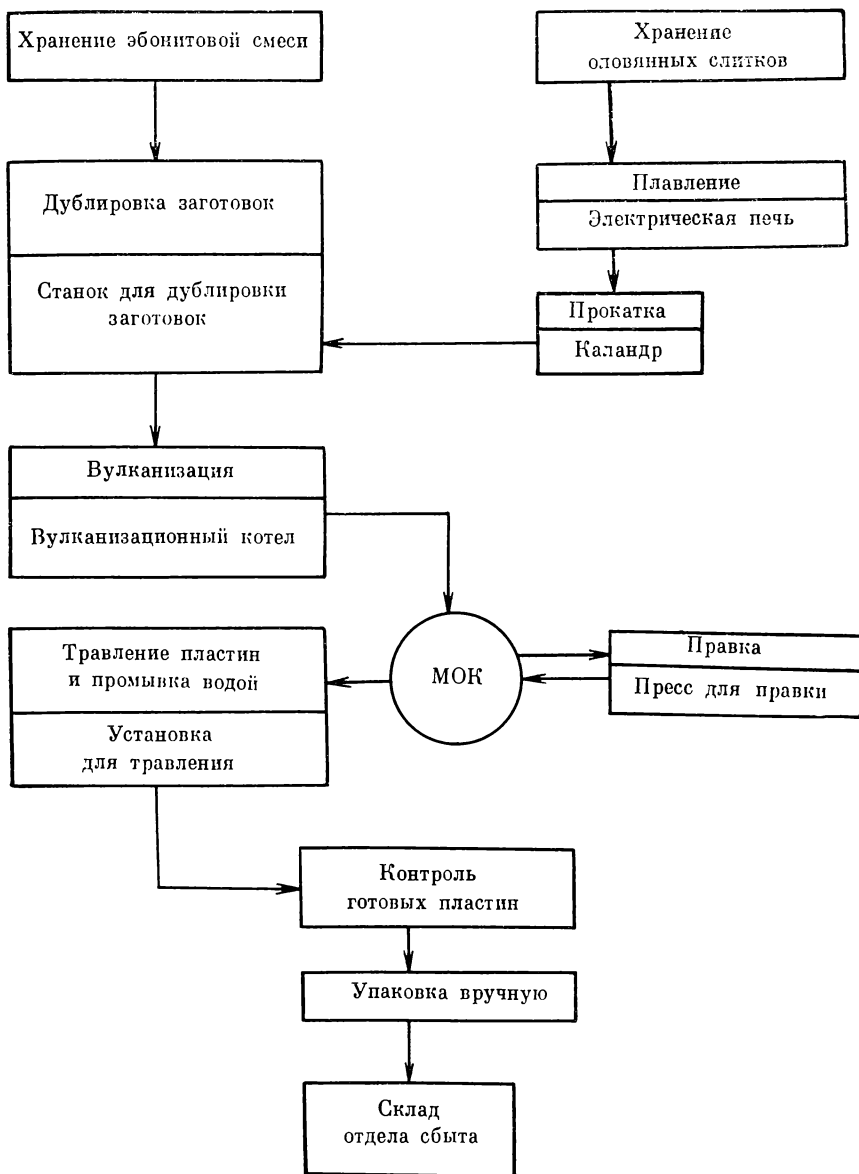 Хранение эбонитовой смеси
Хранение
оловянных слитков
Дублировка заготовок
Станок для дублировки
заготовок
Плавление
Электрическая печь
Прокатка
Каландр
Вулканизация
Вулканизационный котел
МОК
Правка
Пресс для правки
Травление пластин
и промывка водой
Установка
для травления
Контроль
готовых пластин
Упаковка вручную
Склад
отдела сбыта